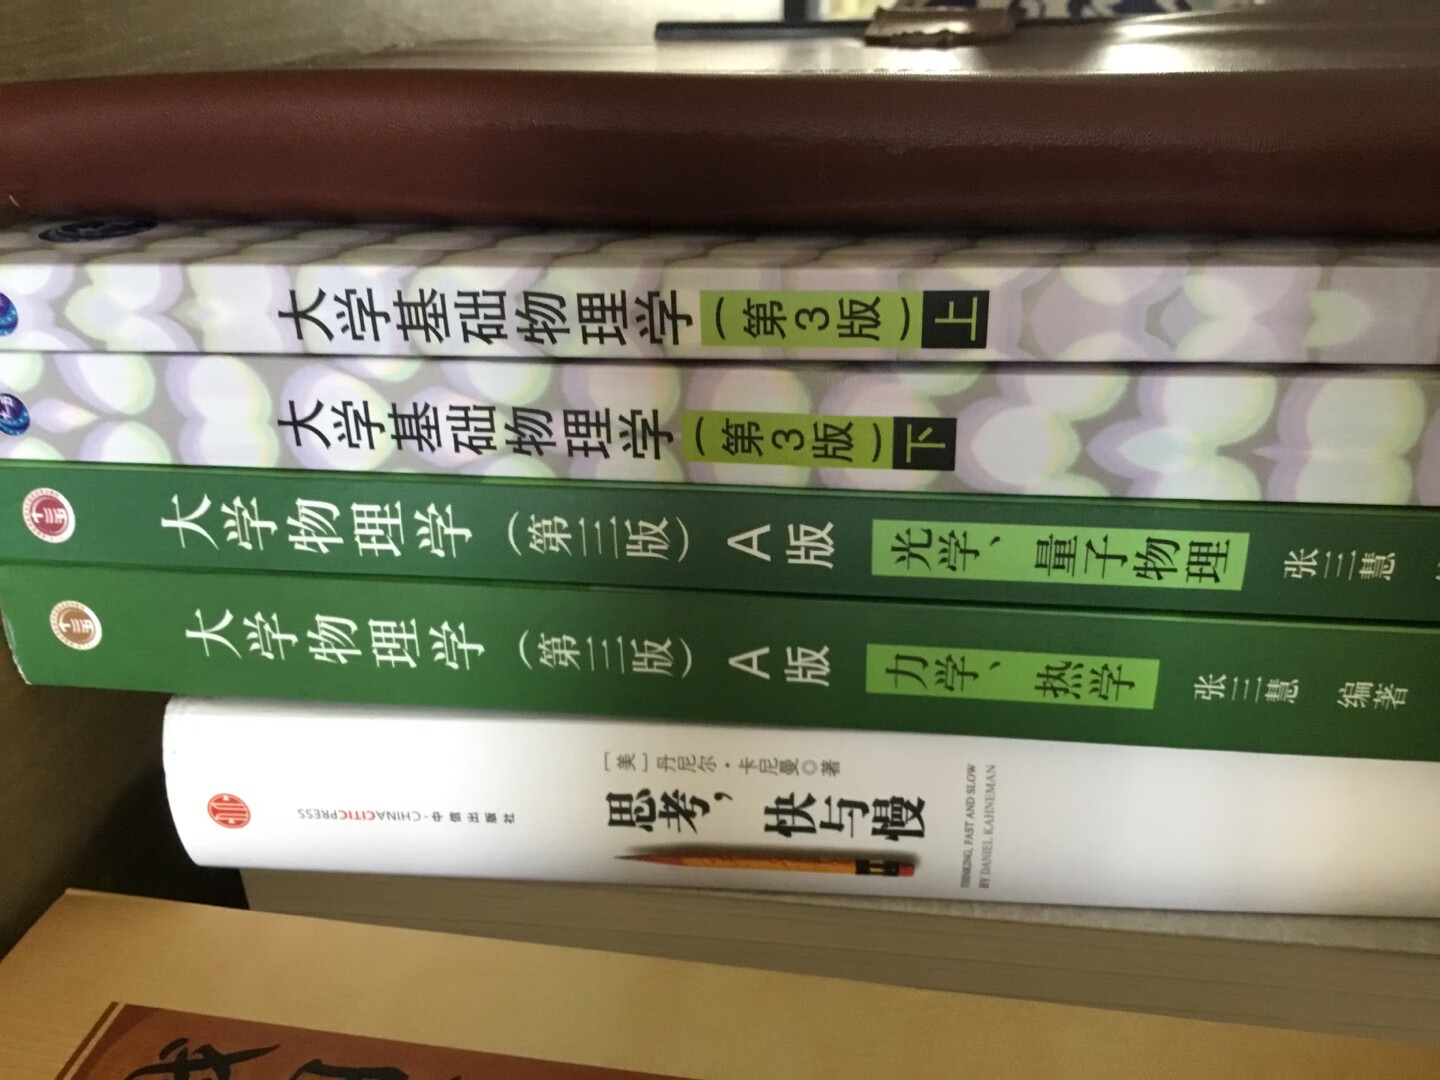 大学基础物理学（第3版）上
大学基础物理学（第3版）下
大学物理学（第三版）A版 光学、量子物理 张三慧
大学物理学（第三版）A版 力学、热学 张三慧 编著
［美］丹尼尔·卡尼曼◎著
思考，快与慢
THINKING, FAST AND SLOW
BY DANIEL KAHNEMAN
中信出版社·CHINACITICPRESS